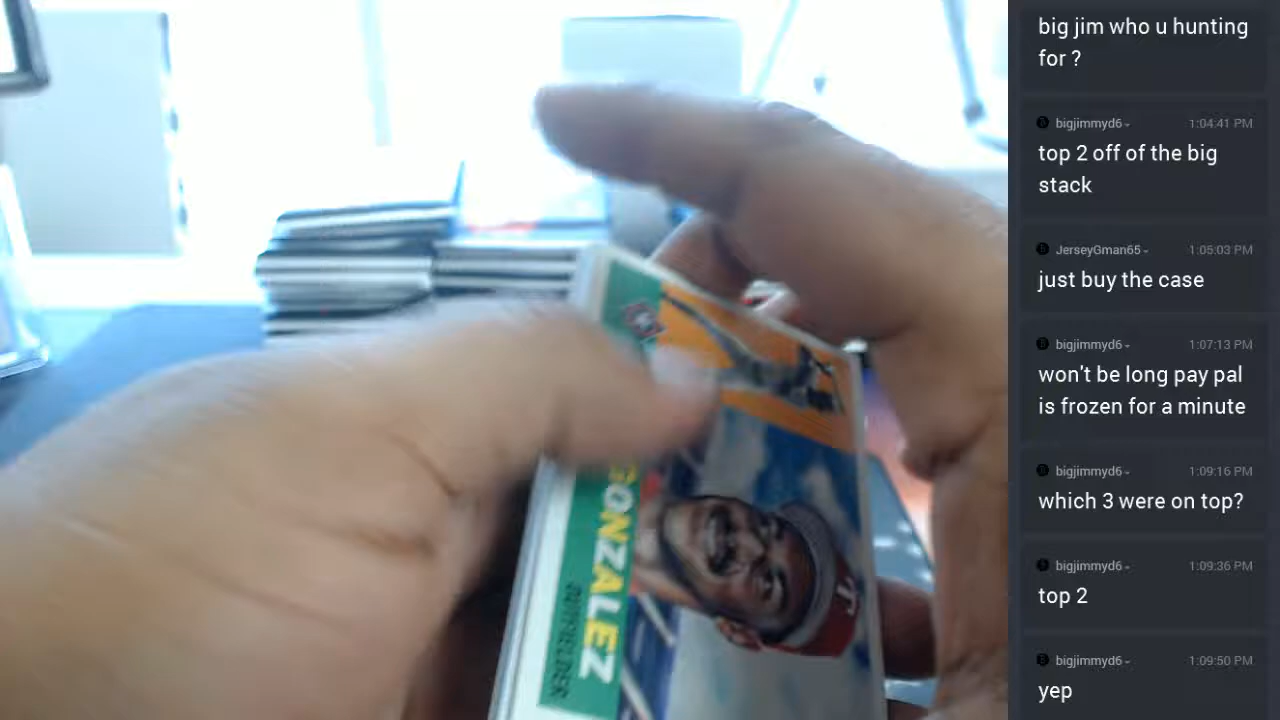 big jim who u hunting
for ?
bigjimmyd6
1:04:41 PM
top 2 off of the big
stack
JerseyGman65
1:05:03 PM
just buy the case
bigjimmyd6
1:07:13 PM
won't be long pay pal
is frozen for a minute
bigjimmyd6
1:09:16 PM
which 3 were on top?
bigjimmyd6
1:09:36 PM
top 2
bigjimmyd6
1:09:50 PM
yep
GONZALEZ
OUTFIELDER
T